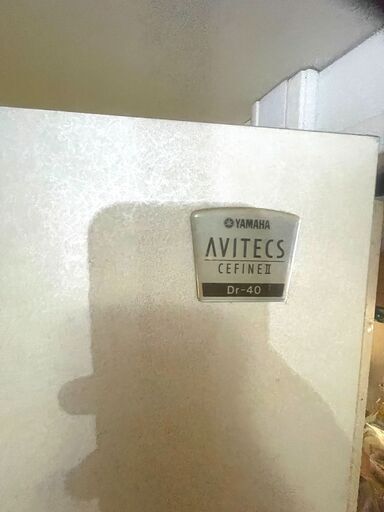 YAMAHA
AVITECS
CEFINE II
Dr-40